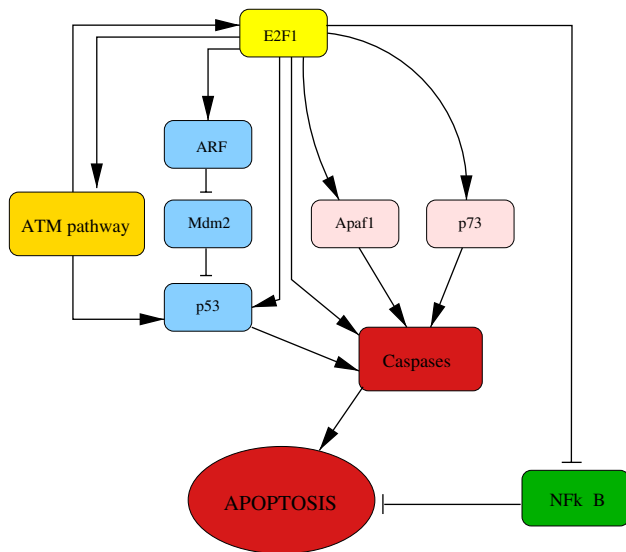 E2F1
ARF
ATM pathway
Mdm2
Apaf1
p73
p53
Caspases
APOPTOSIS
NFk B